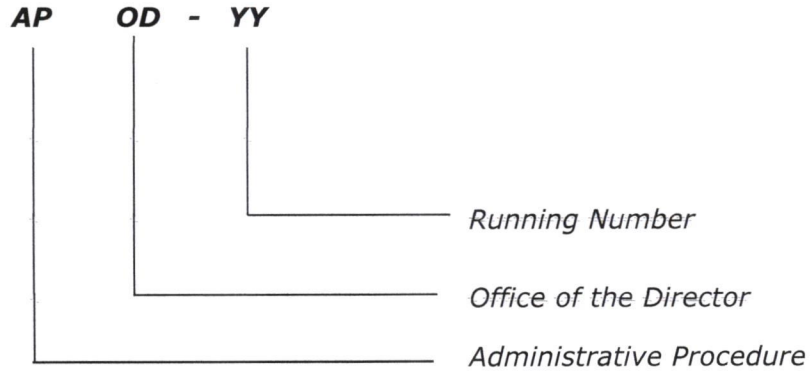 AP OD - YY
Running Number
Office of the Director
Administrative Procedure